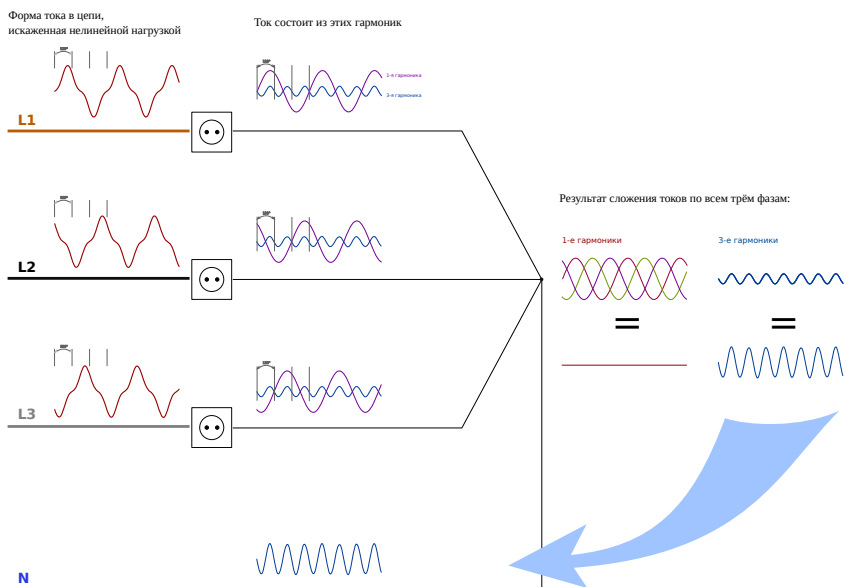 Форма тока в цепи,
искаженная нелинейной нагрузкой
Ток состоит из этих гармоник
1-я гармоника
3-я гармоника
L1
L2
Результат сложения токов по всем трём фазам:
1-е гармоники
3-е гармоники
L3
N